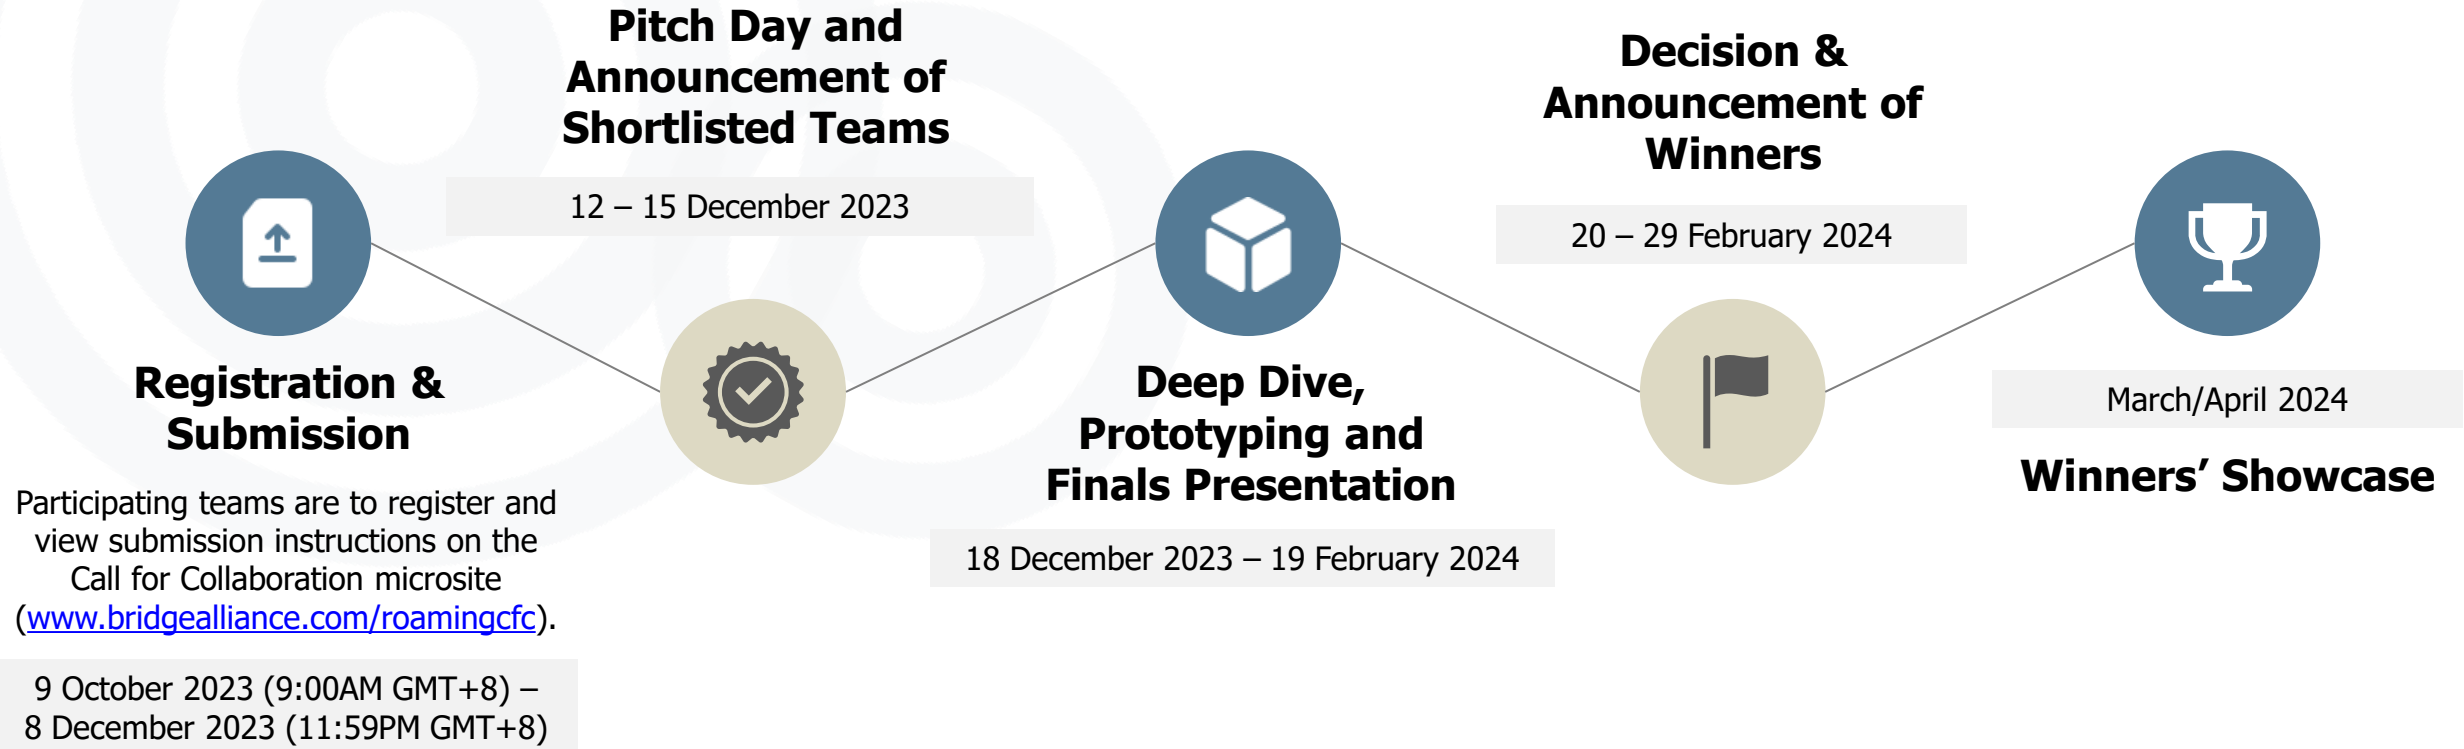 Registration &
Submission
Participating teams are to register and
view submission instructions on the
Call for Collaboration microsite
(www.bridgealliance.com/roamingcfc).
9 October 2023 (9:00AM GMT+8) –
8 December 2023 (11:59PM GMT+8)
Pitch Day and
Announcement of
Shortlisted Teams
12 – 15 December 2023
Deep Dive,
Prototyping and
Finals Presentation
18 December 2023 – 19 February 2024
Decision &
Announcement of
Winners
20 – 29 February 2024
March/April 2024
Winners’ Showcase